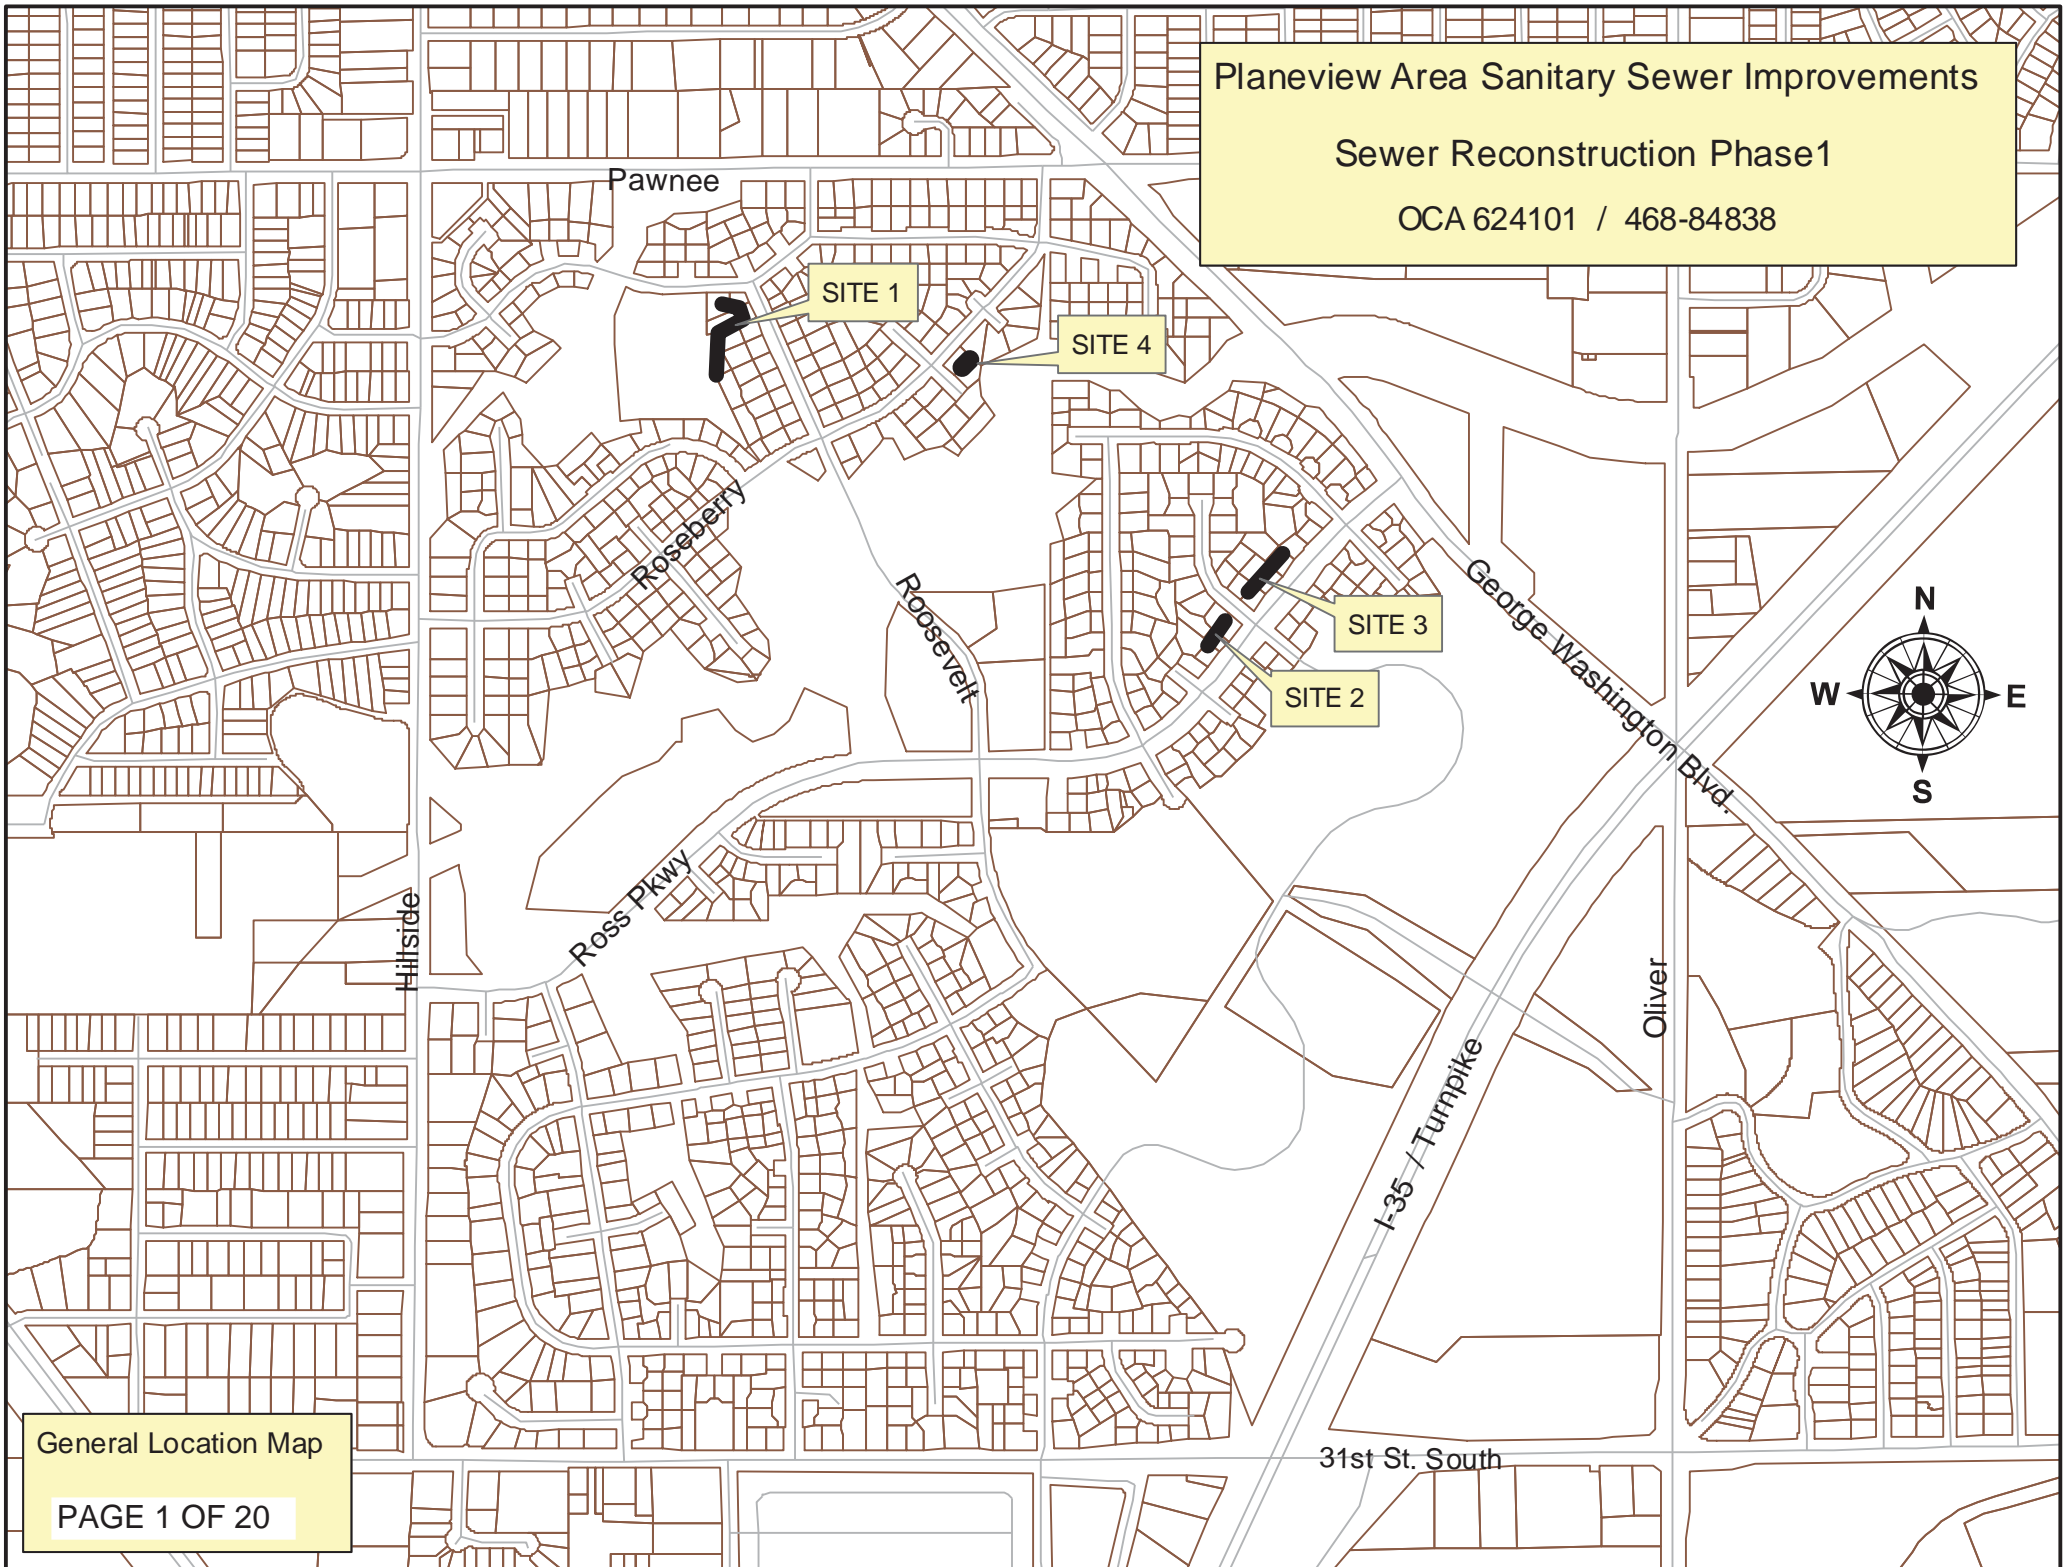 Planeview Area Sanitary Sewer Improvements
Sewer Reconstruction Phase1
OCA 624101 / 468-84838
Pawnee
SITE 1
SITE 4
Roseberry
Roosevelt
George Washington Blvd.
SITE 3
SITE 2
N
W
E
S
Ross Pkwy
Hillside
Oliver
I-35 / Turnpike
31st St. South
General Location Map
PAGE 1 OF 20